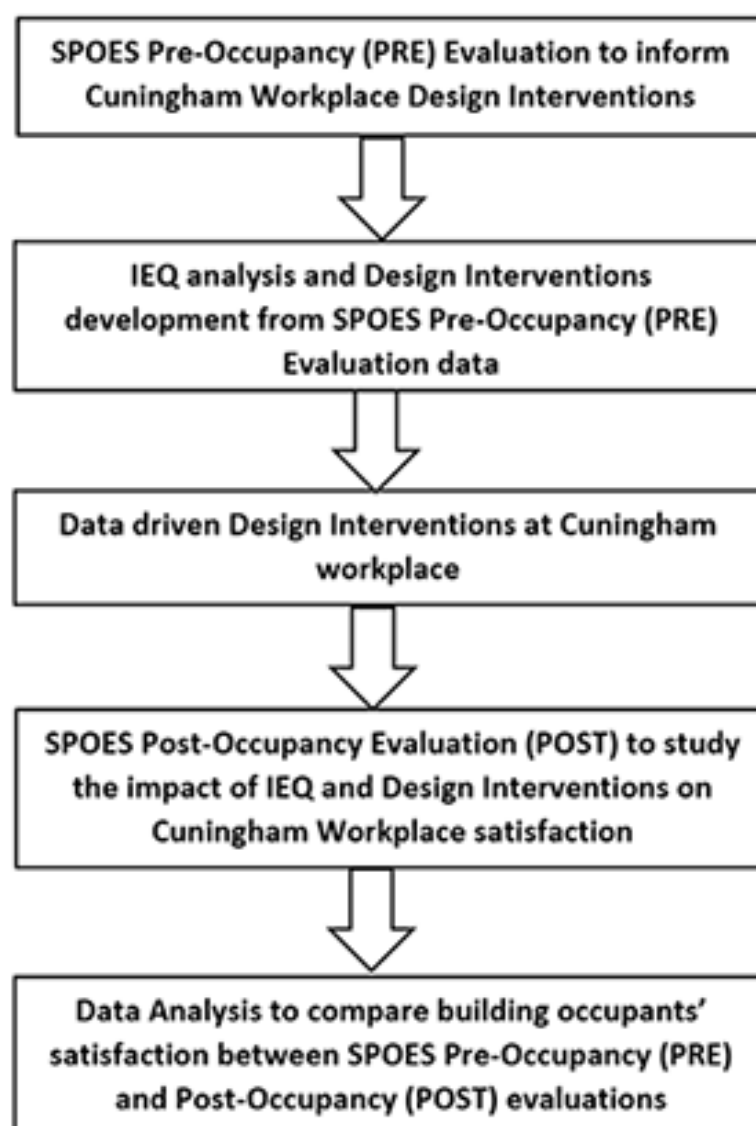 SPOES Pre-Occupancy (PRE) Evaluation to inform
Cuningham Workplace Design Interventions
IEQ analysis and Design Interventions
development from SPOES Pre-Occupancy (PRE)
Evaluation data
Data driven Design Interventions at Cuningham
workplace
SPOES Post-Occupancy Evaluation (POST) to study
the impact of IEQ and Design Interventions on
Cuningham Workplace satisfaction
Data Analysis to compare building occupants’
satisfaction between SPOES Pre-Occupancy (PRE)
and Post-Occupancy (POST) evaluations